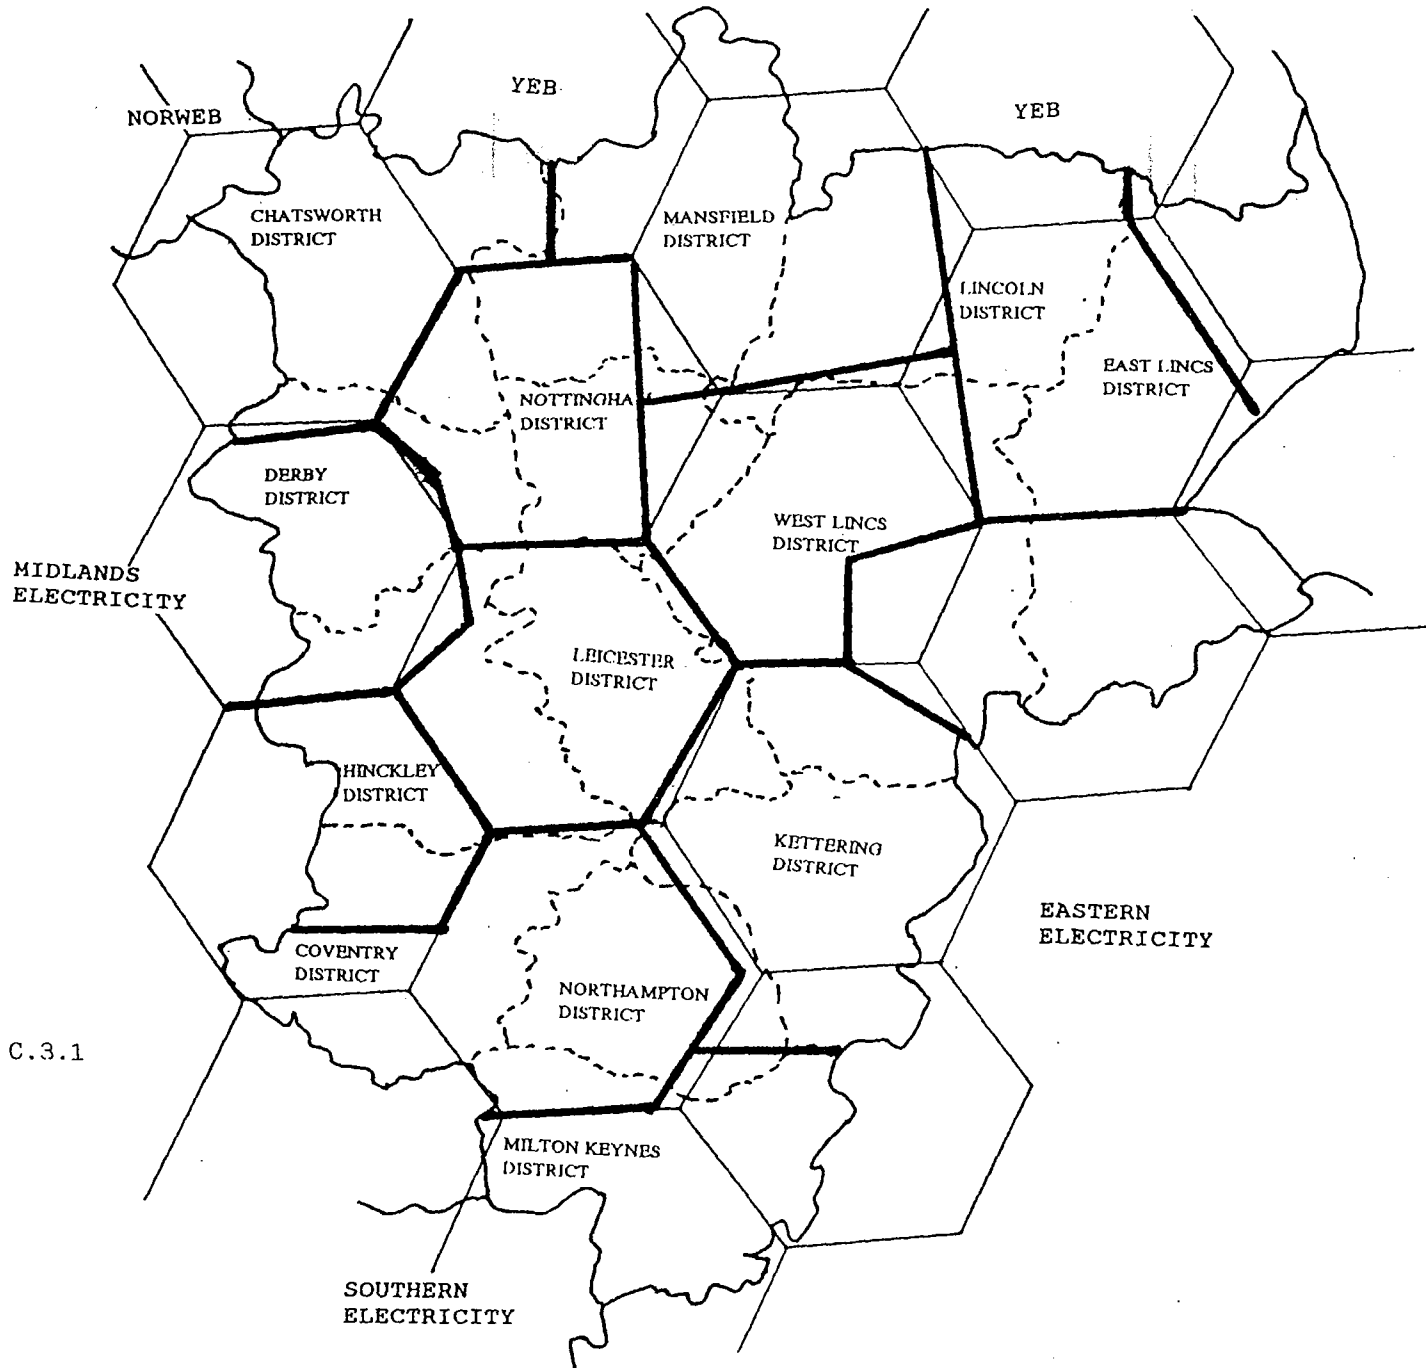 YEB
YEB
NORWEB
CHATSWORTH
DISTRICT
MANSFIELD
DISTRICT
LINCOLN
DISTRICT
EAST LINCS
DISTRICT
NOTTINGHA
DISTRICT
DERBY
DISTRICT
WEST LINCS
DISTRICT
MIDLANDS
ELECTRICITY
LEICESTER
DISTRICT
HINCKLEY
DISTRICT
KETTERING
DISTRICT
EASTERN
ELECTRICITY
COVENTRY
DISTRICT
NORTHAMPTON
DISTRICT
C.3.1
MILTON KEYNES
DISTRICT
SOUTHERN
ELECTRICITY